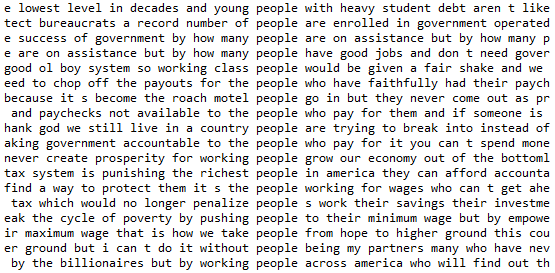 e lowest level in decades and young people with heavy student debt aren t like
tect bureaucrats a record number of people are enrolled in government operated
e success of government by how many people are on assistance but by how many p
e are on assistance but by how many people have good jobs and don t need gover
good ol boy system so working class people would be given a fair shake and we
eed to chop off the payouts for the people who have faithfully had their paych
because it s become the roach motel people go in but they never come out as pr
and paychecks not available to the people who pay for them and if someone is
hank god we still live in a country people are trying to break into instead of
aking government accountable to the people who pay for it you can t spend mone
never create prosperity for working people grow our economy out of the bottoml
tax system is punishing the richest people in america they can afford accounta
find a way to protect them it s the people working for wages who can t get ahe
tax which would no longer penalize people s work their savings their investme
eak the cycle of poverty by pushing people to their minimum wage but by empowe
ir maximum wage that is how we take people from hope to higher ground this cou
er ground but i can t do it without people being my partners many who have nev
by the billionaires but by working people across america who will find out th